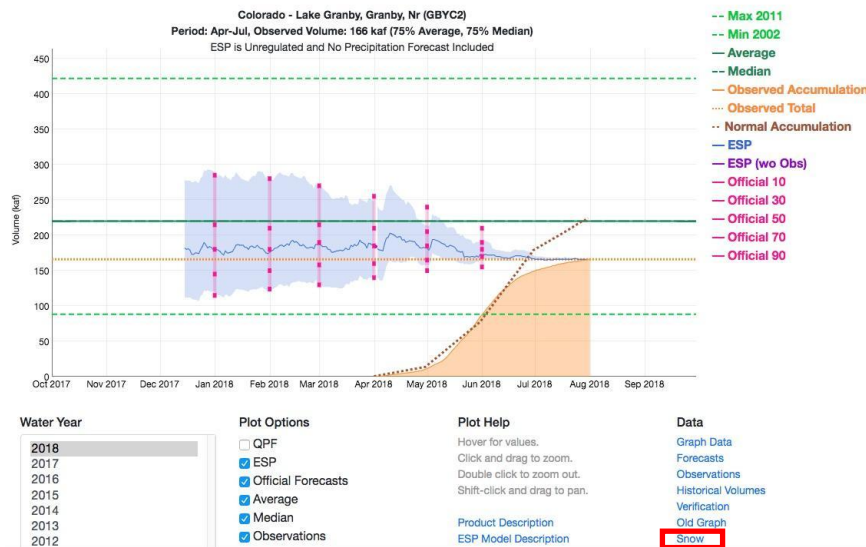 Colorado - Lake Granby, Granby, Nr (GBYC2)
Period: Apr-Jul, Observed Volume: 166 kaf (75% Average, 75% Median)
ESP is Unregulated and No Precipitation Forecast Included
Volume (kaf)
450
400
350
300
250
200
150
100
50
0
Oct 2017 Nov 2017 Dec 2017 Jan 2018 Feb 2018 Mar 2018 Apr 2018 May 2018 Jun 2018 Jul 2018 Aug 2018 Sep 2018
Max 2011
Min 2002
Average
Median
Observed Accumulation
Observed Total
Normal Accumulation
ESP
ESP (wo Obs)
Official 10
Official 30
Official 50
Official 70
Official 90
Water Year
2018
2017
2016
2015
2014
2013
2012
Plot Options
QPF
ESP
Official Forecasts
Average
Median
Observations
Plot Help
Hover for values.
Click and drag to zoom.
Double click to zoom out.
Shift-click and drag to pan.
Product Description
ESP Model Description
Data
Graph Data
Forecasts
Observations
Historical Volumes
Verification
Old Graph
Snow